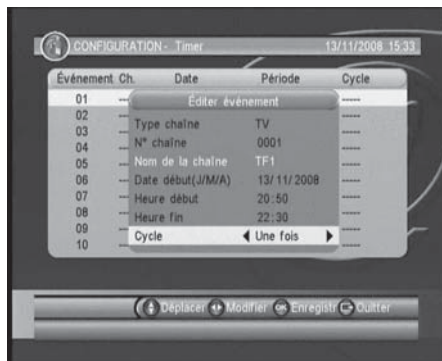 CONFIGURATION - Timer 13/11/2008 15:33
Événement Ch. Date Période Cycle
01 --- -----
02 --- -----
03 --- -----
04 --- -----
05 --- -----
06 --- -----
07 --- -----
08 --- -----
09 --- -----
10 --- -----
Éditer événement
Type chaîne TV
N° chaîne 0001
Nom de la chaîne TF1
Date début(J/M/A) 13/11/2008
Heure début 20:50
Heure fin 22:30
Cycle Une fois
Déplacer Modifier OK Enregistr Quitter